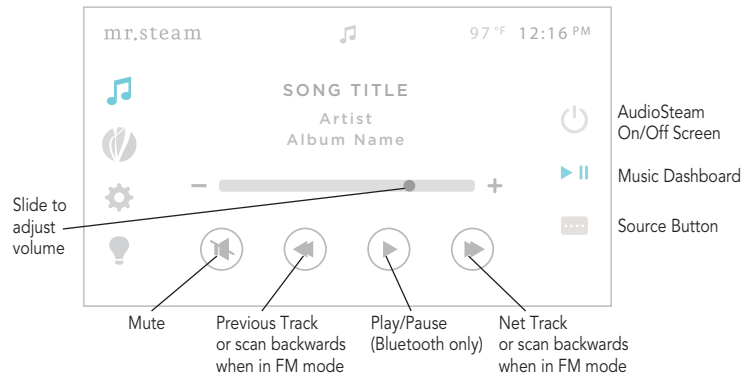 mr.steam
97 °F 12:16 PM
SONG TITLE
Artist
Album Name
AudioSteam
On/Off Screen
Music Dashboard
Source Button
Slide to
adjust
volume
Mute
Previous Track
or scan backwards
when in FM mode
Play/Pause
(Bluetooth only)
Net Track
or scan backwards
when in FM mode